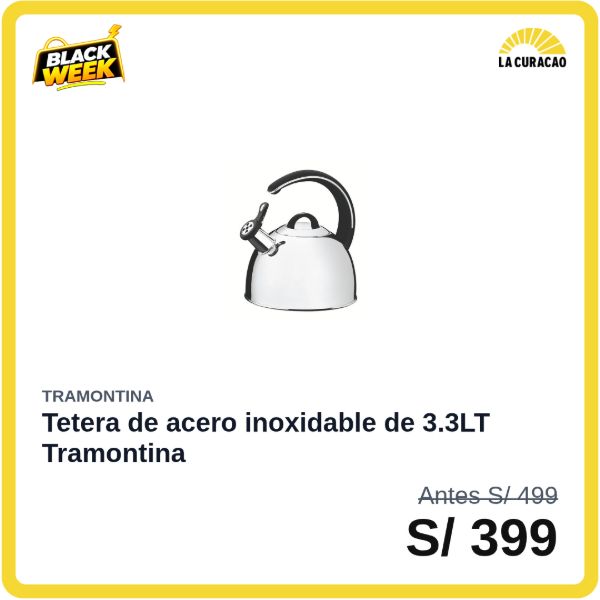 BLACK
WEEK
LA CURACAO
TRAMONTINA
Tetera de acero inoxidable de 3.3LT
Tramontina
Antes S/ 499
S/ 399